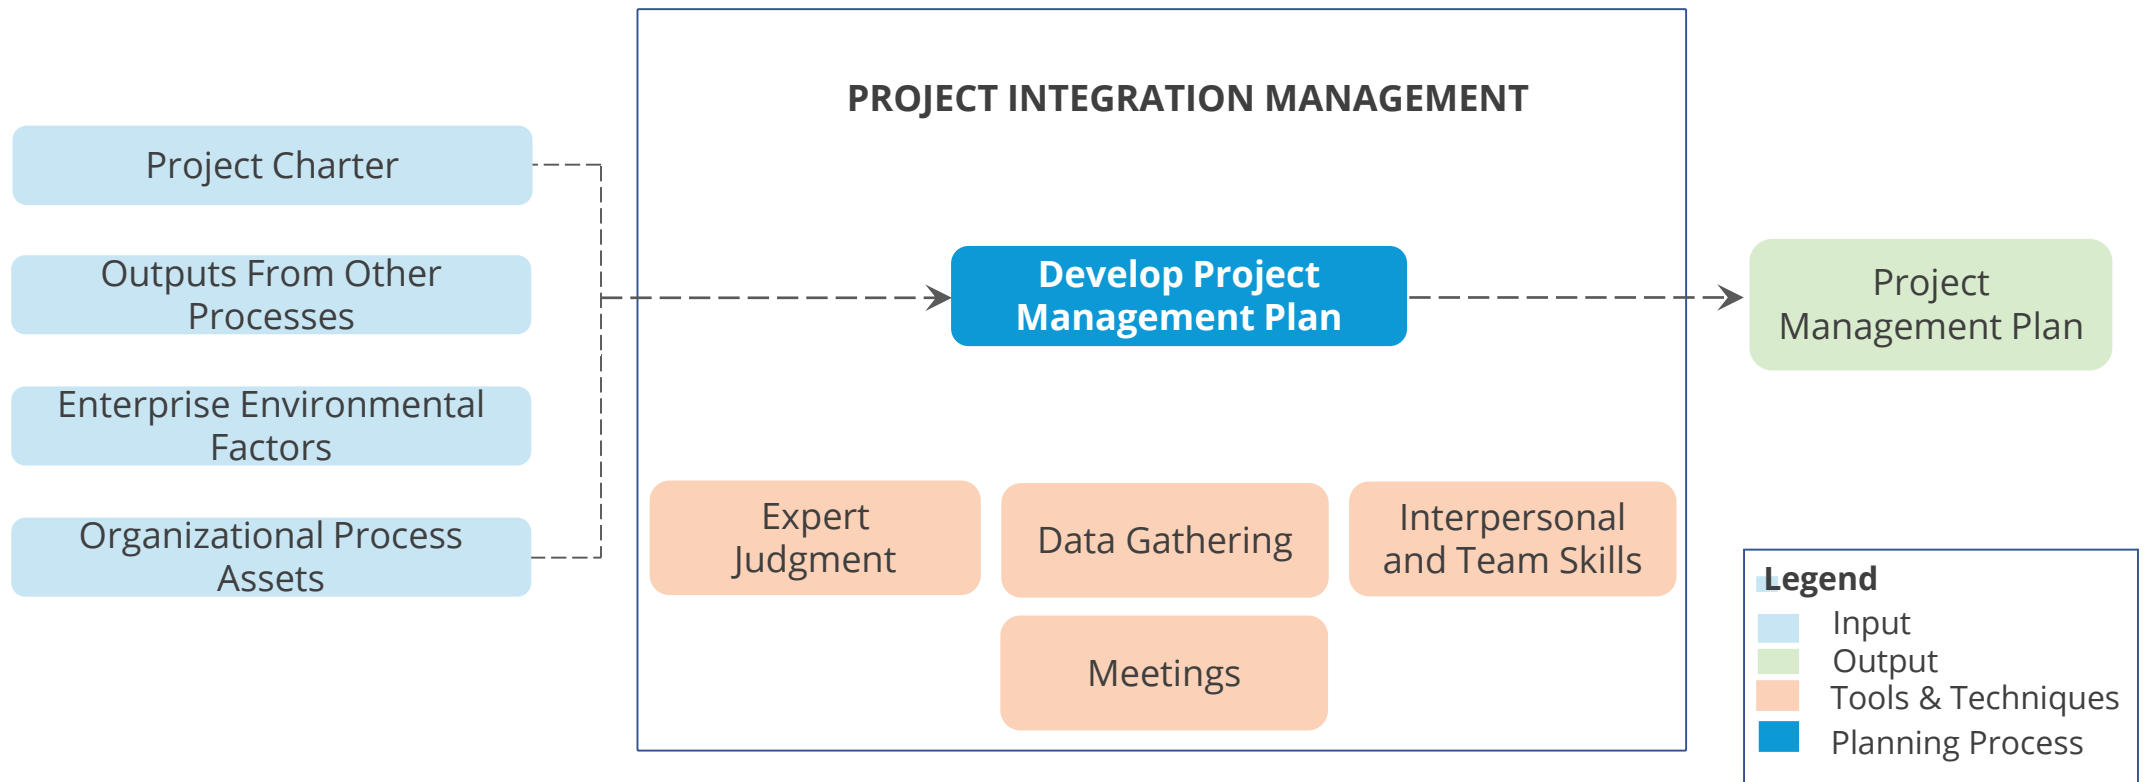 PROJECT INTEGRATION MANAGEMENT
Project Charter
Outputs From Other
Processes
Enterprise Environmental
Factors
Organizational Process
Assets
Develop Project
Management Plan
Project
Management Plan
Expert
Judgment
Data Gathering
Interpersonal
and Team Skills
Meetings
Legend
Input
Output
Tools & Techniques
Planning Process